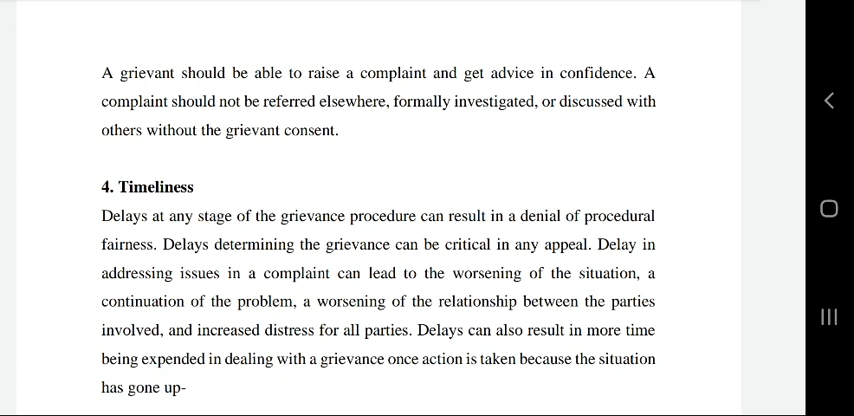 A grievant should be able to raise a complaint and get advice in confidence. A
complaint should not be referred elsewhere, formally investigated, or discussed with
others without the grievant consent.
4. Timeliness
Delays at any stage of the grievance procedure can result in a denial of procedural
fairness. Delays determining the grievance can be critical in any appeal. Delay in
addressing issues in a complaint can lead to the worsening of the situation, a
continuation of the problem, a worsening of the relationship between the parties
involved, and increased distress for all parties. Delays can also result in more time
being expended in dealing with a grievance once action is taken because the situation
has gone up-